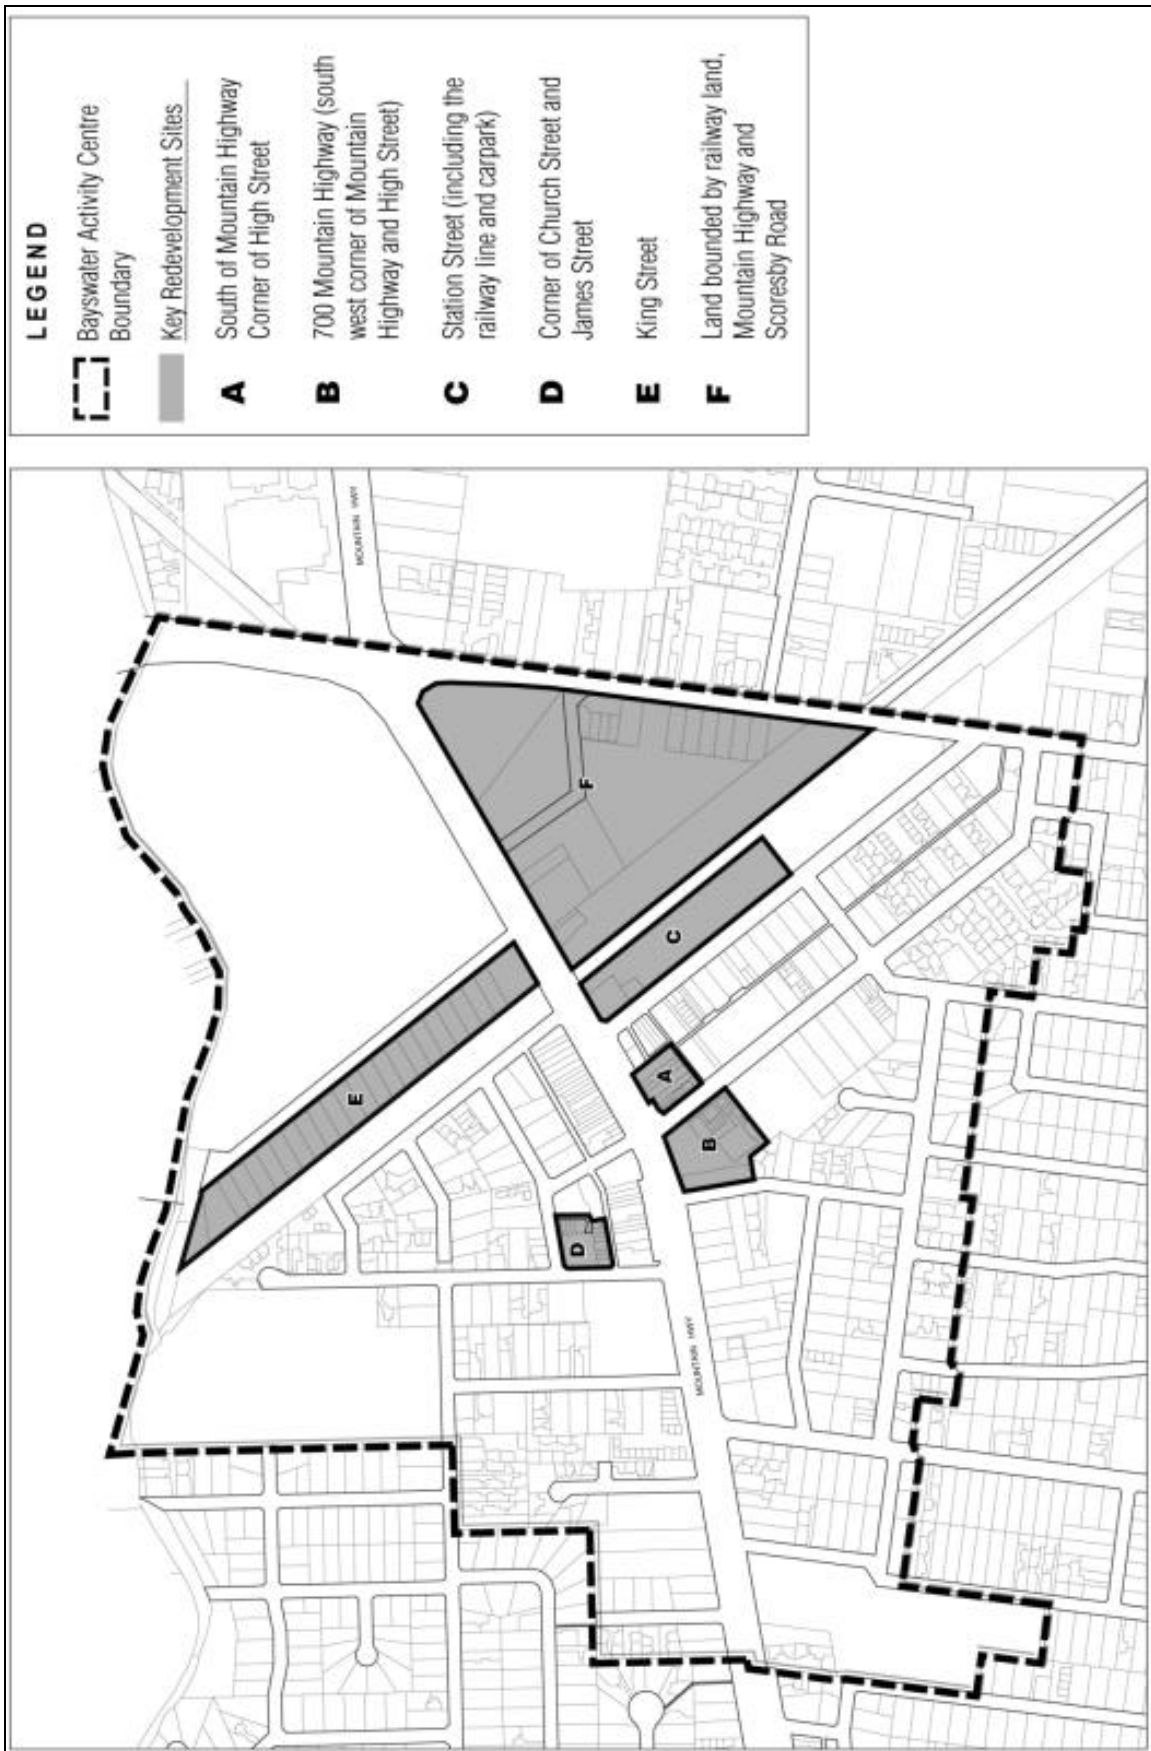 LEGEND
Bayswater Activity Centre
Boundary
Key Redevelopment Sites
A
South of Mountain Highway
Corner of High Street
B
700 Mountain Highway (south
west corner of Mountain
Highway and High Street)
C
Station Street (including the
railway line and carpark)
D
Corner of Church Street and
James Street
E
King Street
F
Land bounded by railway land,
Mountain Highway and
Scoresby Road
MOUNTAIN HWY
F
C
E
A
B
D
MOUNTAIN HWY